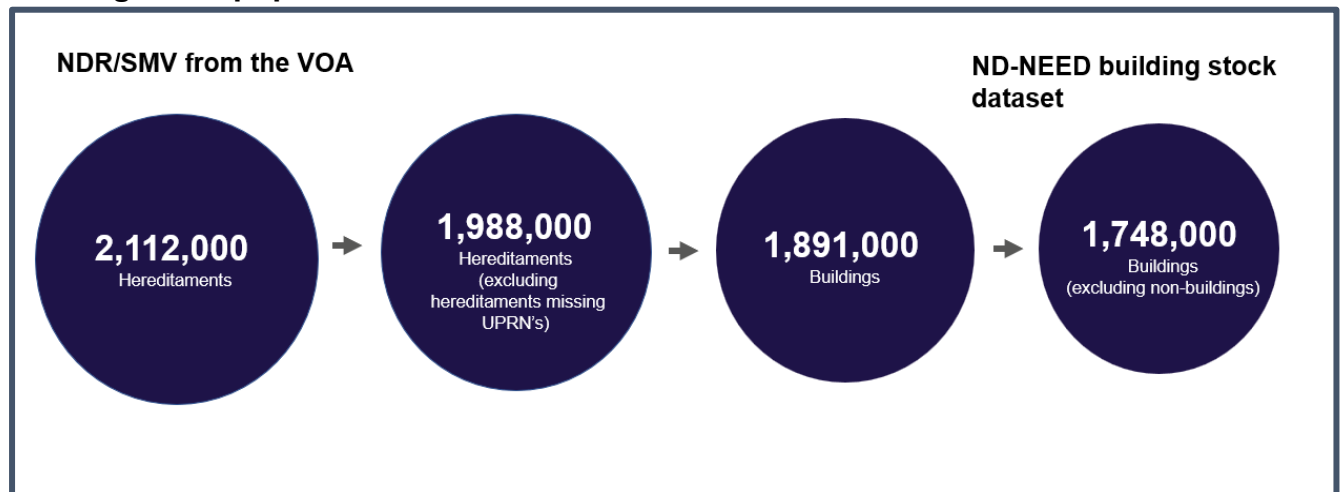 NDR/SMV from the VOA
ND-NEED building stock
dataset
2,112,000
Hereditaments
1,988,000
Hereditaments
(excluding
hereditaments missing
UPRN's)
1,891,000
Buildings
1,748,000
Buildings
(excluding non-buildings)